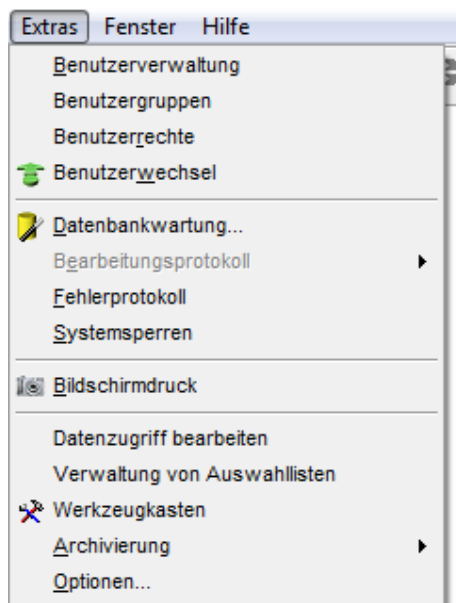 Extras Fenster Hilfe
Benutzerverwaltung
Benutzergruppen
Benutzerrechte
Benutzerwechsel
Datenbankwartung...
Bearbeitungsprotokoll
Fehlerprotokoll
Systemsperren
Bildschirmdruck
Datenzugriff bearbeiten
Verwaltung von Auswahllisten
Werkzeugkasten
Archivierung
Optionen...